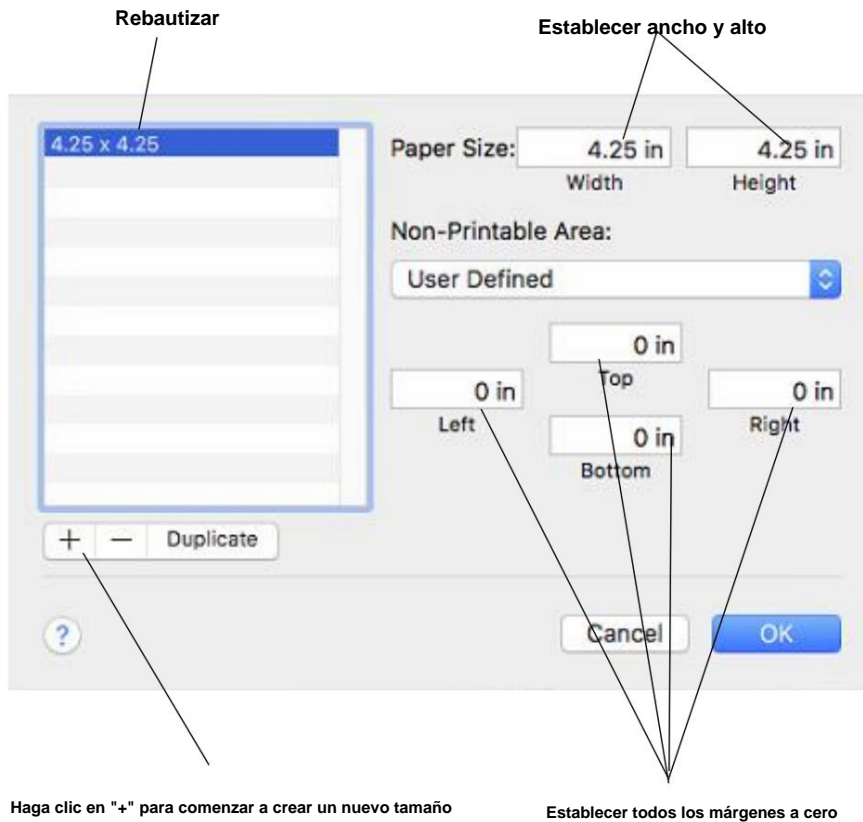 Rebautizar
Establecer ancho y alto
4.25 x 4.25
Paper Size: 4.25 in 4.25 in
Width Height
Non-Printable Area:
User Defined
0 in
Top
0 in 0 in
Left Right
0 in
Bottom
+ − Duplicate
? Cancel OK
Haga clic en "+" para comenzar a crear un nuevo tamaño
Establecer todos los márgenes a cero